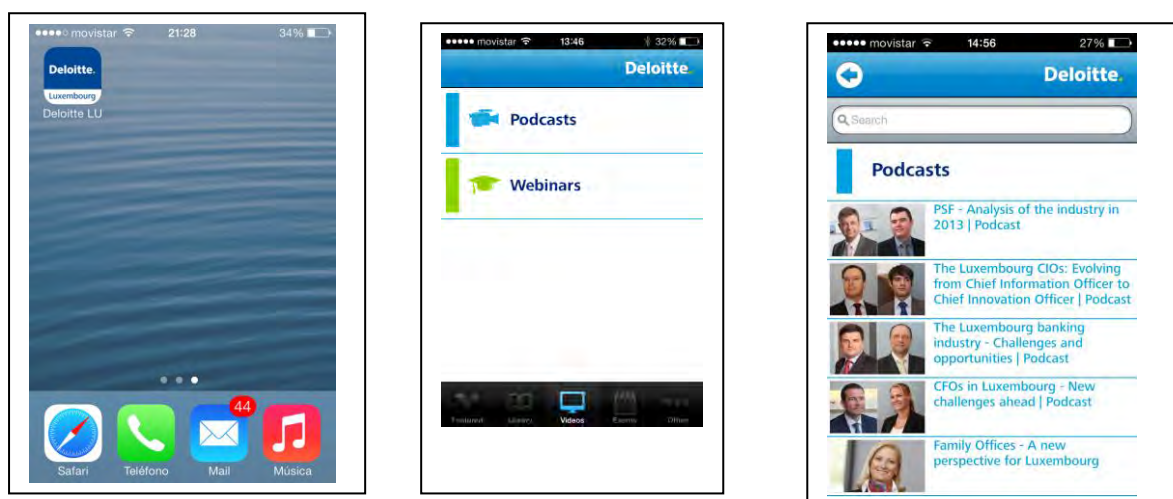 movistar 21:28 34%
Deloitte.
Luxembourg
Deloitte LU
44
Safari Teléfono Mail Música
movistar 13:46 32%
Deloitte.
Podcasts
Webinars
Featured Library Videos Events Offices
movistar 14:56 27%
Deloitte.
Search
Podcasts
PSF - Analysis of the industry in
2013 | Podcast
The Luxembourg CIOs: Evolving
from Chief Information Officer to
Chief Innovation Officer | Podcast
The Luxembourg banking
industry - Challenges and
opportunities | Podcast
CFOs in Luxembourg - New
challenges ahead | Podcast
Family Offices - A new
perspective for Luxembourg